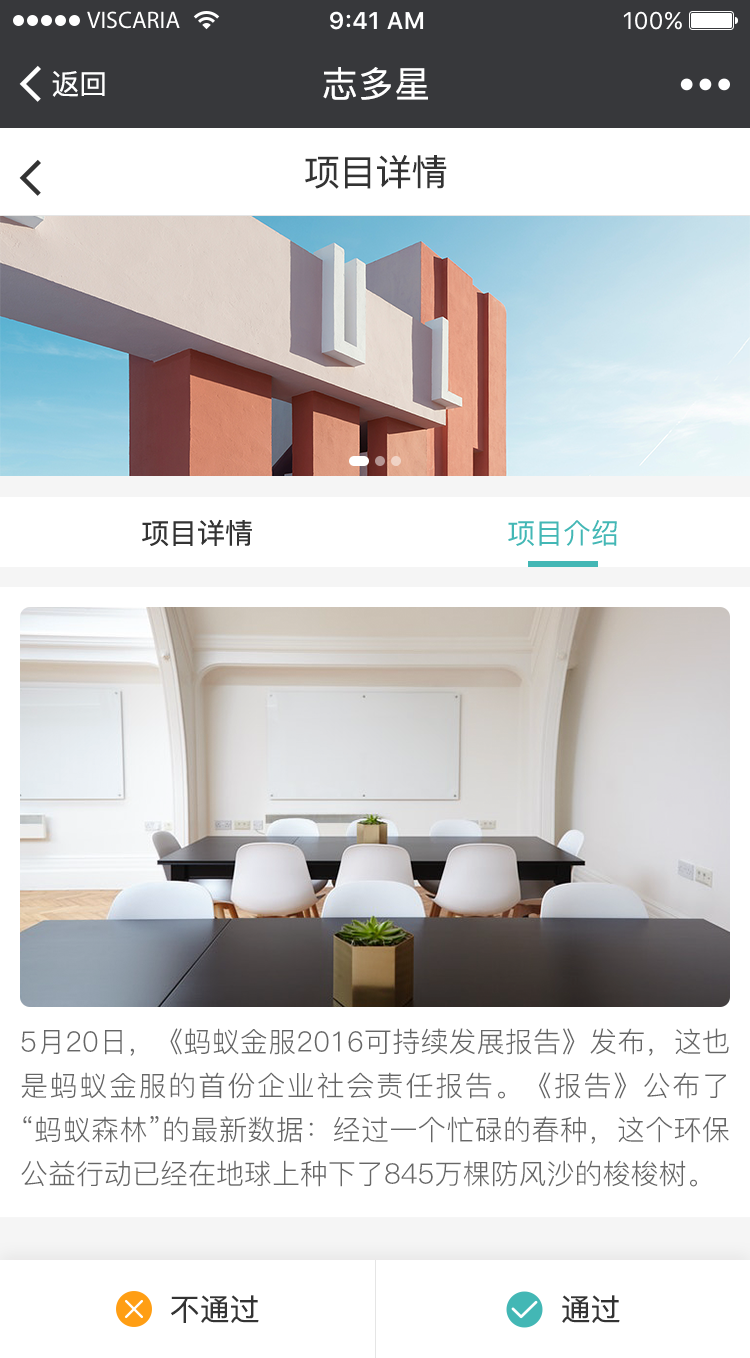 VISCARIA 9:41 AM 100%
返回 志多星
项目详情
UL
项目详情 项目介绍
5月20日，《蚂蚁金服2016可持续发展报告》发布，这也
是蚂蚁金服的首份企业社会责任报告。《报告》公布了
“蚂蚁森林”的最新数据：经过一个忙碌的春种，这个环保
公益行动已经在地球上种下了845万棵防风沙的梭梭树。
不通过 通过